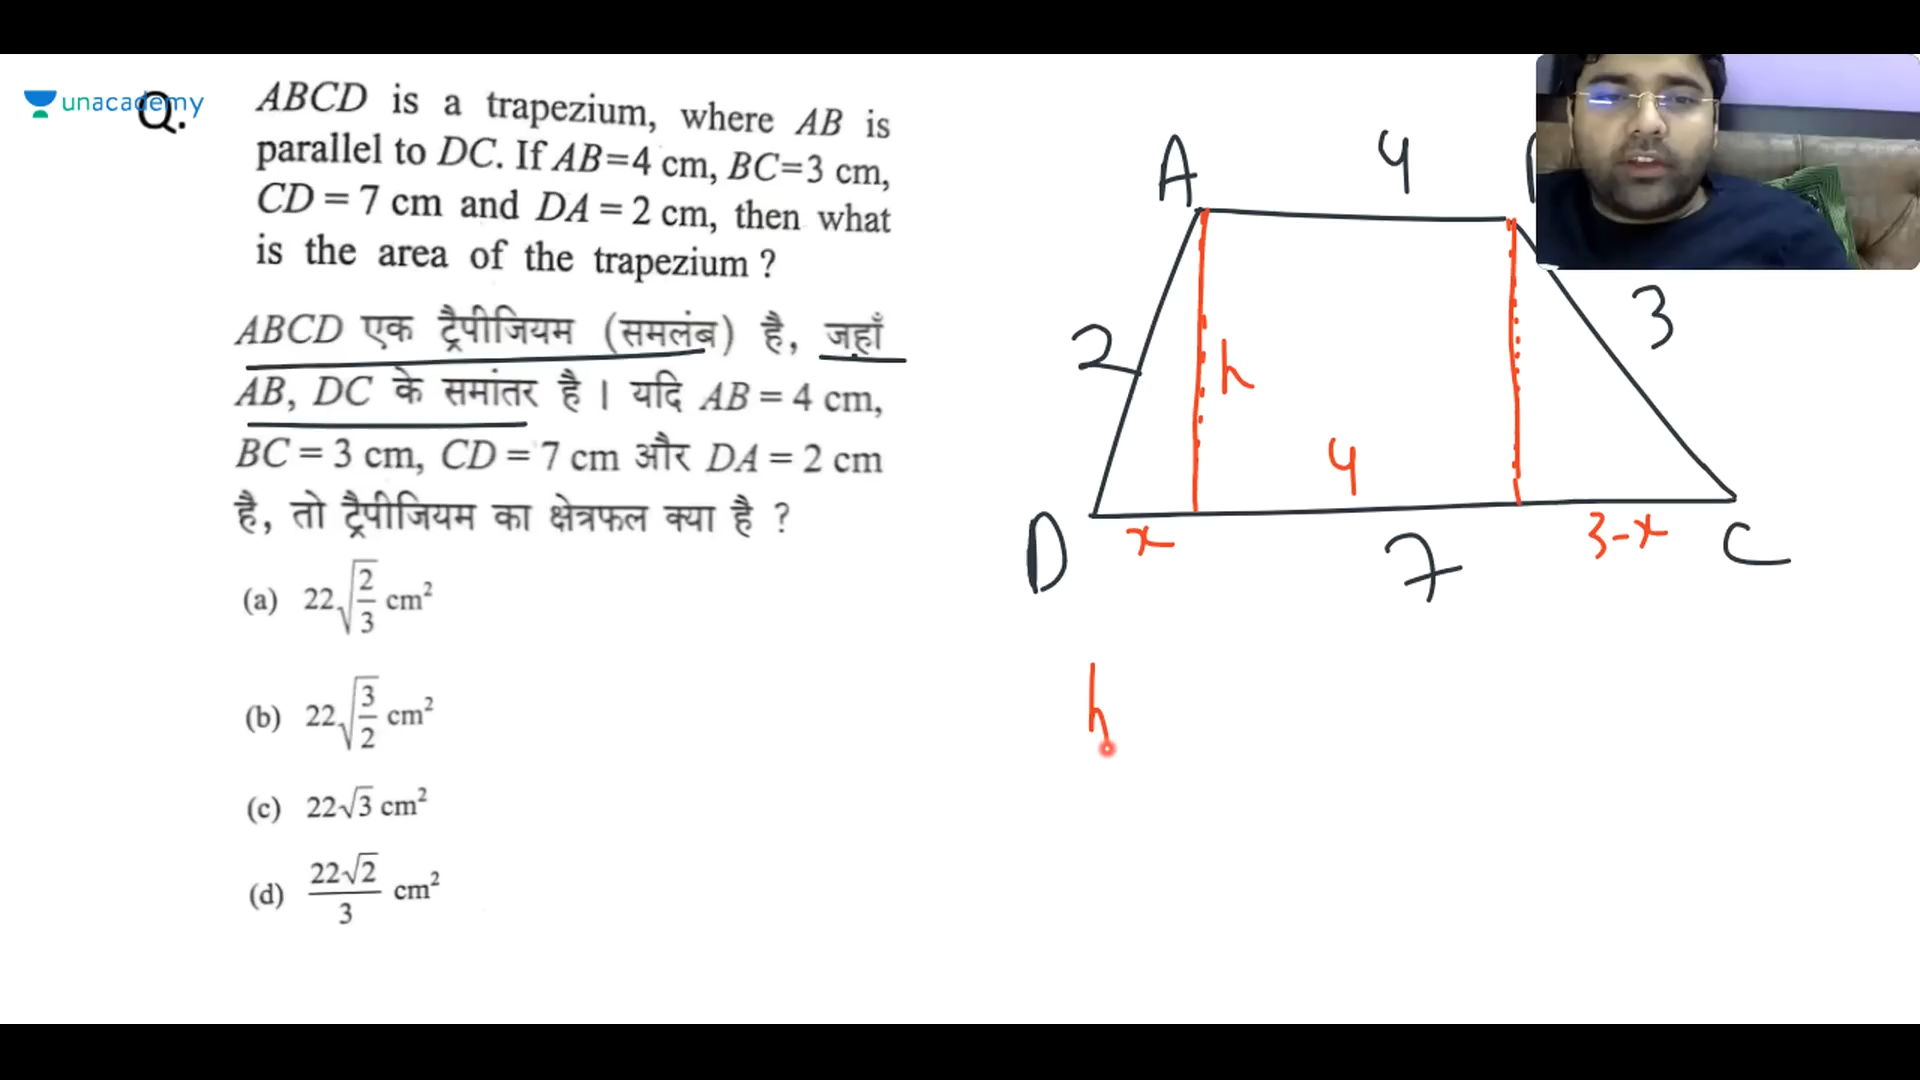 unacademy
Q.
ABCD is a trapezium, where AB is
parallel to DC. If AB=4 cm, BC=3 cm,
CD = 7 cm and DA = 2 cm, then what
is the area of the trapezium ?
ABCD एक ट्रैपीजियम (समलंब) है, जहाँ
AB, DC के समांतर है । यदि AB = 4 cm,
BC = 3 cm, CD = 7 cm और DA = 2 cm
है, तो ट्रैपीजियम का क्षेत्रफल क्या है ?
(a) 22√(2/3) cm²
(b) 22√(3/2) cm²
(c) 22√3 cm²
(d) 22√2/3 cm²
A 4
2 h 3
4
D x 7 3-x C
h